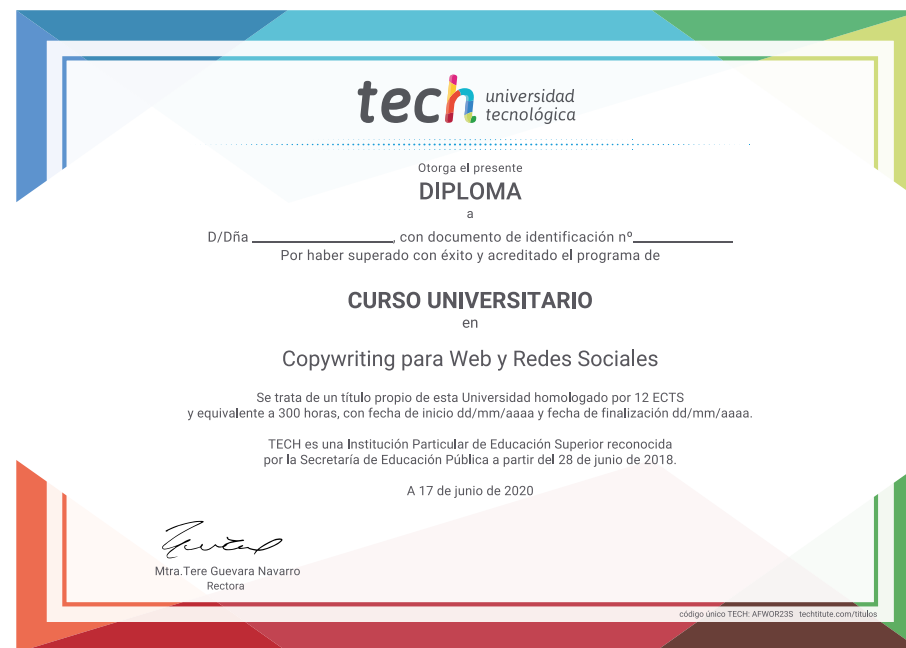 tech universidad
tecnológica
Otorga el presente
DIPLOMA
a
D/Dña ____________________, con documento de identificación nº______________
Por haber superado con éxito y acreditado el programa de
CURSO UNIVERSITARIO
en
Copywriting para Web y Redes Sociales
Se trata de un título propio de esta Universidad homologado por 12 ECTS
y equivalente a 300 horas, con fecha de inicio dd/mm/aaaa y fecha de finalización dd/mm/aaaa.
TECH es una Institución Particular de Educación Superior reconocida
por la Secretaría de Educación Pública a partir del 28 de junio de 2018.
A 17 de junio de 2020
Mtra.Tere Guevara Navarro
Rectora
código único TECH: AFWOR23S techtitute.com/titulos